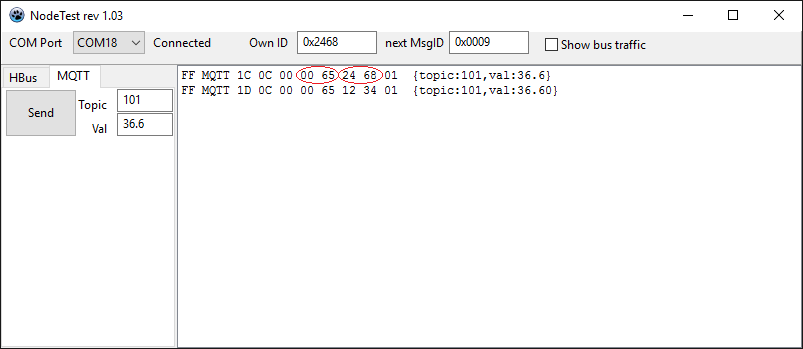 NodeTest rev 1.03
COM Port COM18 Connected Own ID 0x2468 next MsgID 0x0009 Show bus traffic
HBus MQTT
Send Topic 101
Val 36.6
FF MQTT 1C 0C 00 00 65 24 68 01 {topic:101,val:36.6}
FF MQTT 1D 0C 00 00 65 12 34 01 {topic:101,val:36.60}